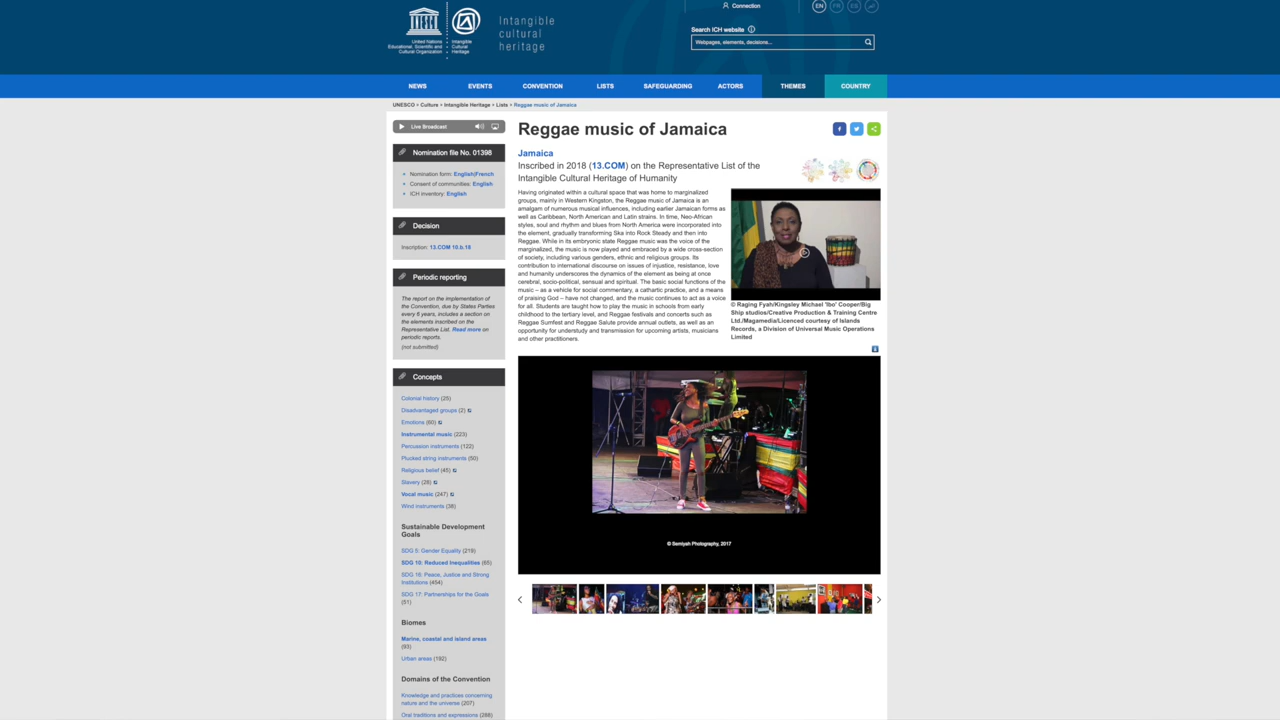 Connection
EN
FR
ES
Intangible
cultural
heritage
United Nations
Educational, Scientific and
Cultural Organization
Intangible
Cultural
Heritage
Search ICH website
Webpages, elements, decisions...
NEWS
EVENTS
CONVENTION
LISTS
SAFEGUARDING
ACTORS
THEMES
COUNTRY
UNESCO » Culture » Intangible Heritage » Lists » Reggae music of Jamaica
Live Broadcast
Nomination file No. 01398
Nomination form: English|French
Consent of communities: English
ICH inventory: English
Decision
Inscription: 13.COM 10.b.18
Periodic reporting
The report on the implementation of
the Convention, due by States Parties
every 6 years, includes a section on
the elements inscribed on the
Representative List. Read more on
periodic reports.
(not submitted)
Concepts
Colonial history (25)
Disadvantaged groups (2)
Emotions (60)
Instrumental music (223)
Percussion instruments (122)
Plucked string instruments (50)
Religious belief (45)
Slavery (26)
Vocal music (247)
Wind instruments (38)
Sustainable Development
Goals
SDG 5: Gender Equality (219)
SDG 10: Reduced Inequalities (65)
SDG 16: Peace, Justice and Strong
Institutions (454)
SDG 17: Partnerships for the Goals
(51)
Biomes
Marine, coastal and island areas
(93)
Urban areas (192)
Domains of the Convention
Knowledge and practices concerning
nature and the universe (207)
Oral traditions and expressions (286)
Reggae music of Jamaica
Jamaica
Inscribed in 2018 (13.COM) on the Representative List of the
Intangible Cultural Heritage of Humanity
Having originated within a cultural space that was home to marginalized
groups, mainly in Western Kingston, the Reggae music of Jamaica is an
amalgam of numerous musical influences, including earlier Jamaican forms as
well as Caribbean, North American and Latin strains. In time, Neo-African
styles, soul and rhythm and blues from North America were incorporated into
the element, gradually transforming Ska into Rock Steady and then into
Reggae. While in its embryonic state Reggae music was the voice of the
marginalized, the music is now played and embraced by a wide cross-section
of society, including various genders, ethnic and religious groups. Its
contribution to international discourse on issues of injustice, resistance, love
and humanity underscores the dynamics of the element as being at once
cerebral, socio-political, sensual and spiritual. The basic social functions of the
music – as a vehicle for social commentary, a cathartic practice, and a means
of praising God – have not changed, and the music continues to act as a voice
for all. Students are taught how to play the music in schools from early
childhood to the tertiary level, and Reggae festivals and concerts such as
Reggae Sumfest and Reggae Salute provide annual outlets, as well as an
opportunity for understudy and transmission for upcoming artists, musicians
and other practitioners.
© Raging Fyah/Kingsley Michael 'Ibo' Cooper/Big
Ship studios/Creative Production & Training Centre
Ltd./Magamedia/Licenced courtesy of Islands
Records, a Division of Universal Music Operations
Limited
© Samiyah Photography, 2017